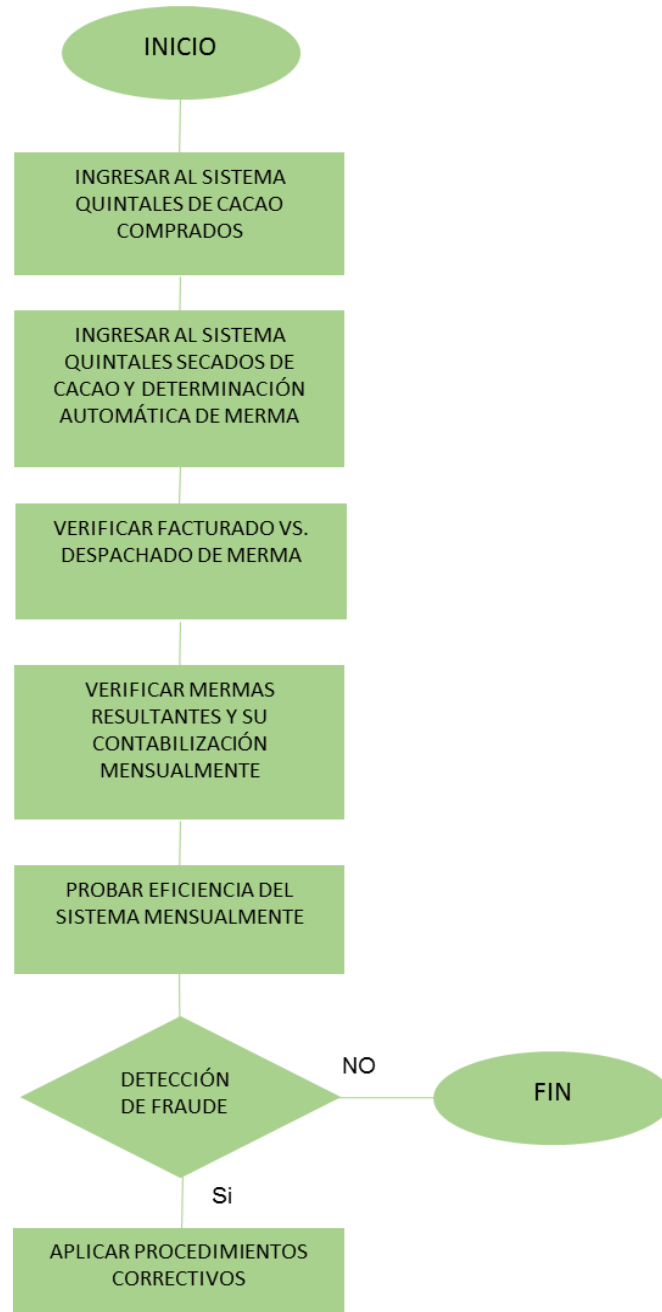 INICIO
INGRESAR AL SISTEMA
QUINTALES DE CACAO
COMPRADOS
INGRESAR AL SISTEMA
QUINTALES SECADOS DE
CACAO Y DETERMINACIÓN
AUTOMÁTICA DE MERMA
VERIFICAR FACTURADO VS.
DESPACHADO DE MERMA
VERIFICAR MERMAS
RESULTANTES Y SU
CONTABILIZACIÓN
MENSUALMENTE
PROBAR EFICIENCIA DEL
SISTEMA MENSUALMENTE
DETECCIÓN
DE FRAUDE
NO
FIN
Si
APLICAR PROCEDIMIENTOS
CORRECTIVOS